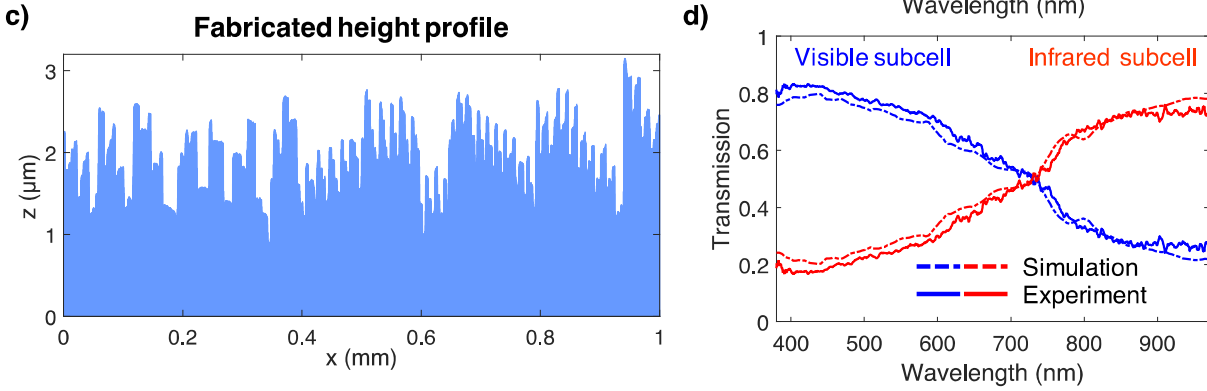 c)
Fabricated height profile
3
2
1
0
z (μm)
0
0.2
0.4
0.6
0.8
1
x (mm)
Wavelength (nm)
d)
1
0.8
0.6
0.4
0.2
0
Transmission
Visible subcell
Infrared subcell
Simulation
Experiment
400
500
600
700
800
900
Wavelength (nm)